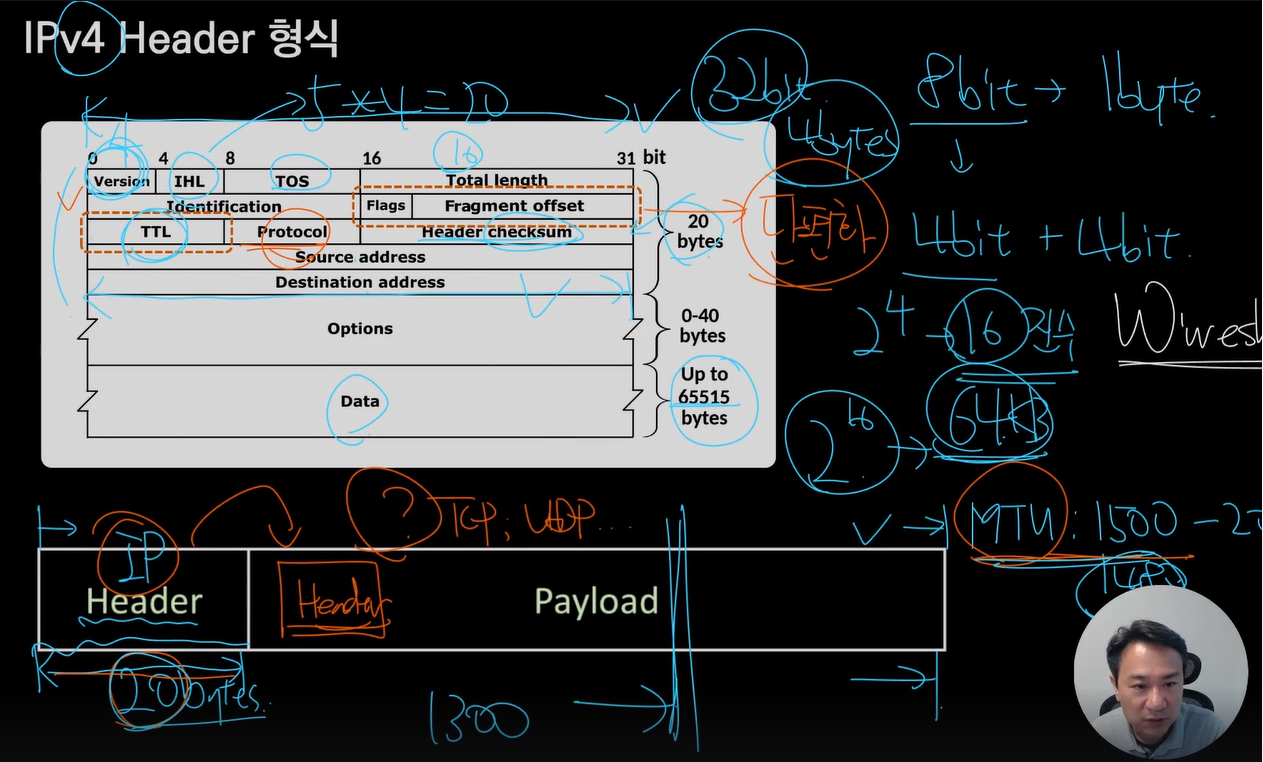 IPv4 Header 형식
5*4=20
32bit
4bytes
8bit → 1byte.
4
16
0 4 8 16 31 bit
Version IHL TOS Total length
Identification Flags Fragment offset
TTL Protocol Header checksum
Source address
Destination address
Options
Data
20
bytes
0-40
bytes
Up to
65515
bytes
단편화
4bit + 4bit.
2^4 → 16 진수
Wiresh
2^16 → 64KB
? TCP, UDP...
MTU : 1500 - 20
IP
Header
Header
Payload
20bytes.
1300